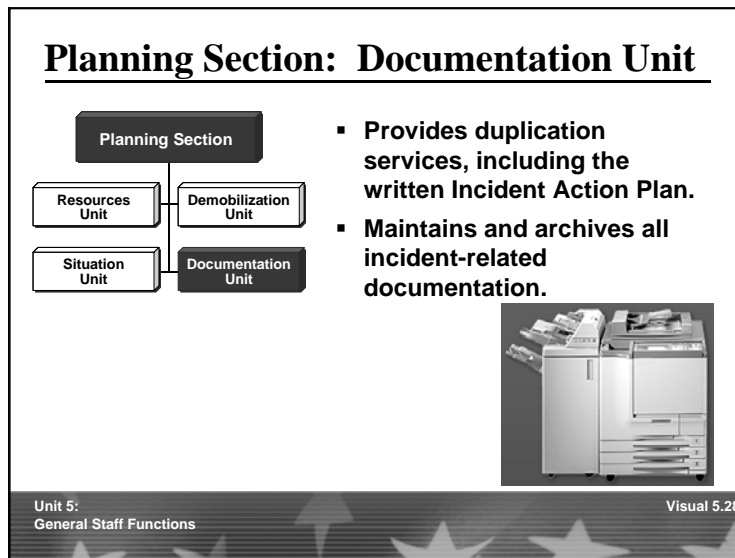 Planning Section:  Documentation Unit
Planning Section
Resources
Unit
Demobilization
Unit
Situation
Unit
Documentation
Unit
▪ Provides duplication
services, including the
written Incident Action Plan.
▪ Maintains and archives all
incident-related
documentation.
Unit 5:
General Staff Functions
Visual 5.28